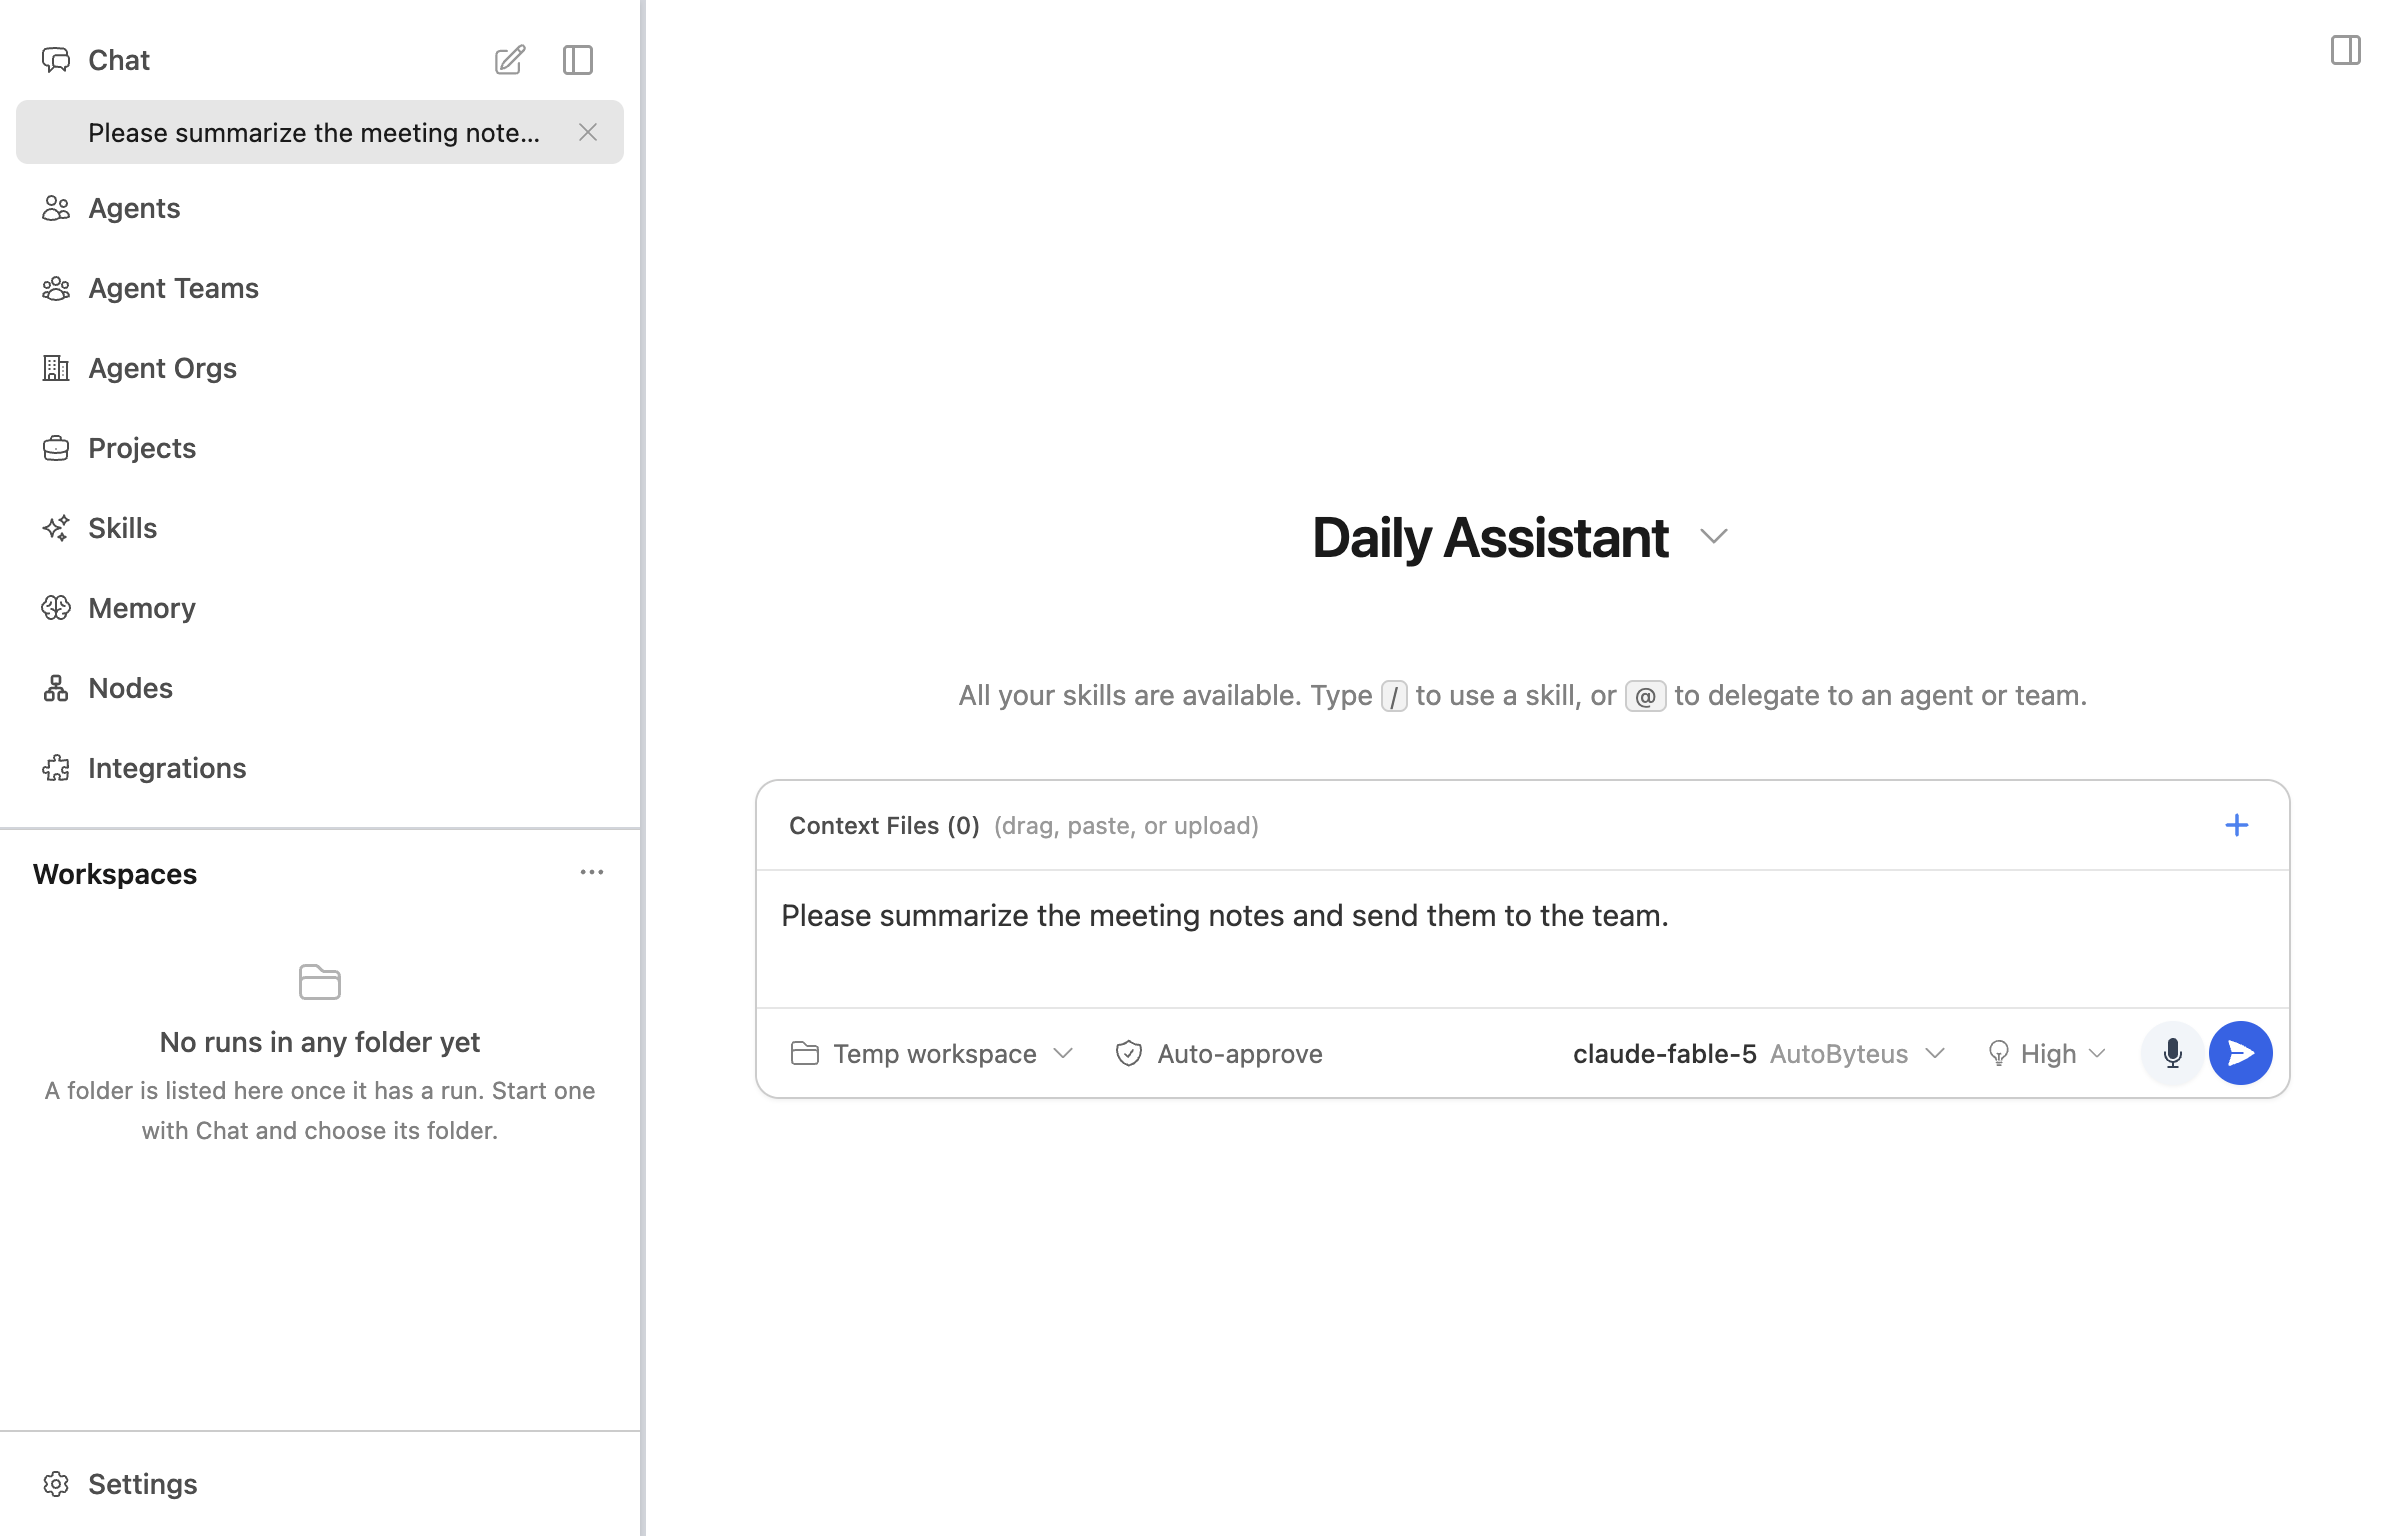 Chat
Please summarize the meeting note...
Agents
Agent Teams
Agent Orgs
Projects
Skills
Memory
Nodes
Integrations
Workspaces
No runs in any folder yet
A folder is listed here once it has a run. Start one
with Chat and choose its folder.
Settings
Daily Assistant
All your skills are available. Type / to use a skill, or @ to delegate to an agent or team.
Context Files (0) (drag, paste, or upload)
Please summarize the meeting notes and send them to the team.
Temp workspace Auto-approve claude-fable-5 AutoByteus High